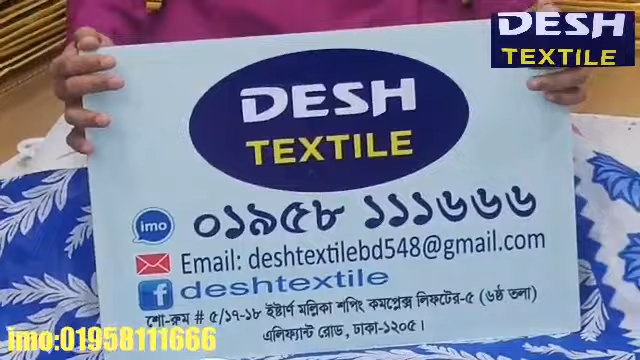 DESH
TEXTILE
DESH
TEXTILE
imo ০১৯৫৮ ১১১৬৬৬
Email: deshtextilebd548@gmail.com
f deshtextile
শো-রুম # ৫/১৭-১৮ ইষ্টার্ণ মল্লিকা শপিং কমপ্লেক্স লিফটের-৫ (৬ষ্ঠ তলা)
এলিফ্যান্ট রোড, ঢাকা-১২০৫।
imo:01958111666